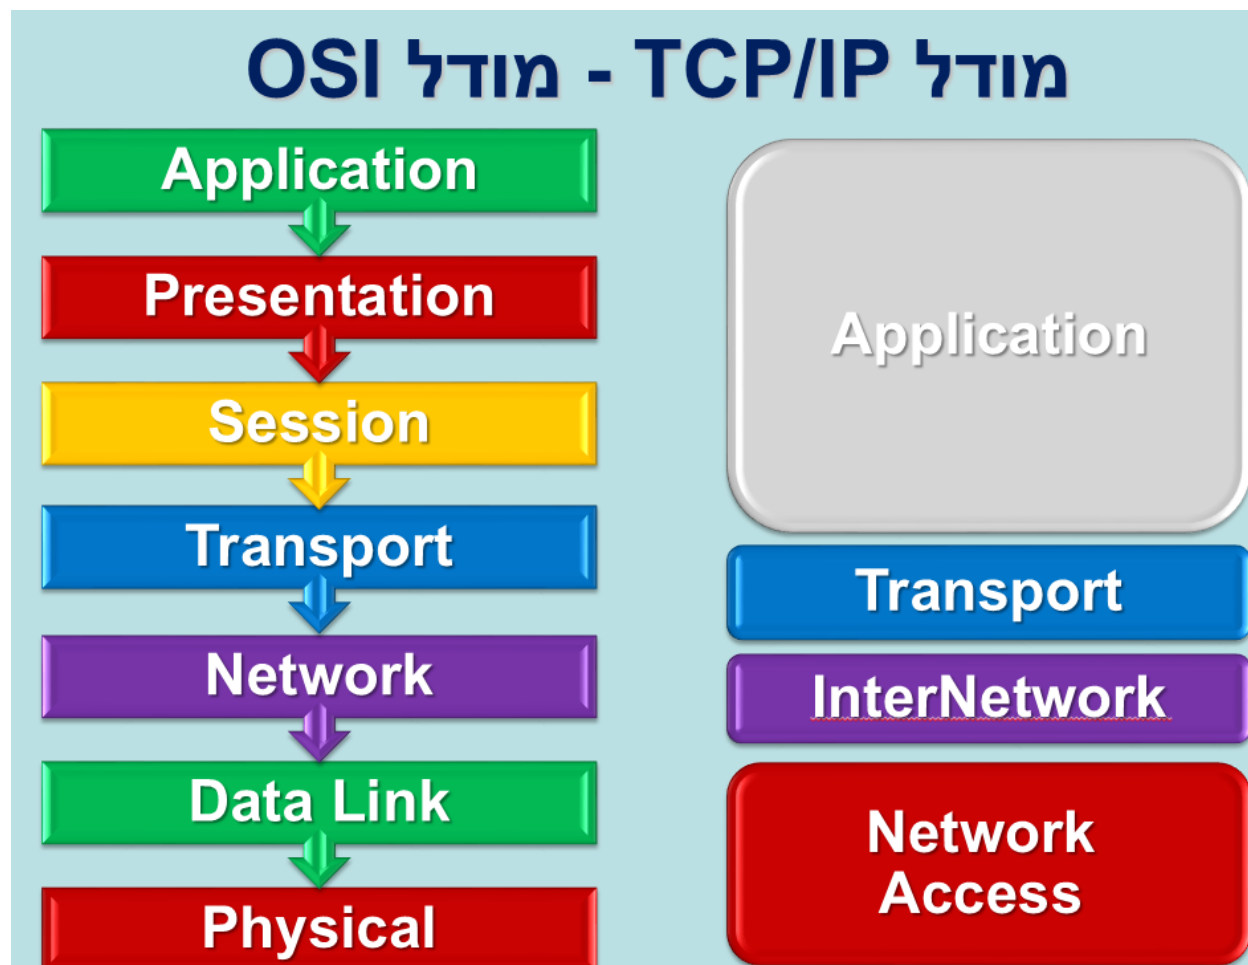 מודל TCP/IP - מודל OSI
Application
Presentation
Session
Transport
Network
Data Link
Physical
Application
Transport
InterNetwork
Network
Access